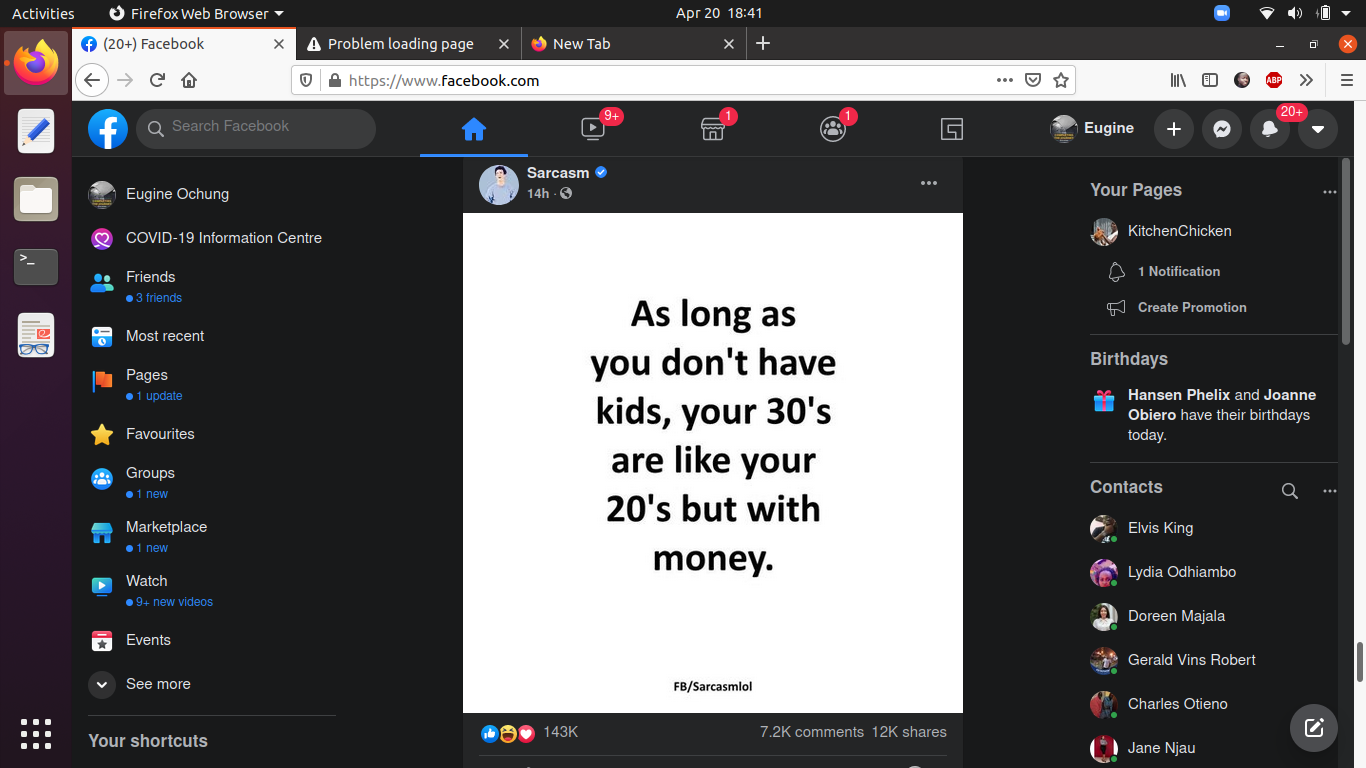 Activities
Firefox Web Browser
Apr 20 18:41
(20+) Facebook
Problem loading page
New Tab
https://www.facebook.com
ABP
Search Facebook
9+
1
1
Eugine
20+
Eugine Ochung
COVID-19 Information Centre
Friends
3 friends
Most recent
Pages
1 update
Favourites
Groups
1 new
Marketplace
1 new
Watch
9+ new videos
Events
See more
Your shortcuts
Sarcasm
14h ·
As long as
you don't have
kids, your 30's
are like your
20's but with
money.
FB/Sarcasmlol
143K
7.2K comments 12K shares
Your Pages
KitchenChicken
1 Notification
Create Promotion
Birthdays
Hansen Phelix and Joanne
Obiero have their birthdays
today.
Contacts
Elvis King
Lydia Odhiambo
Doreen Majala
Gerald Vins Robert
Charles Otieno
Jane Njau